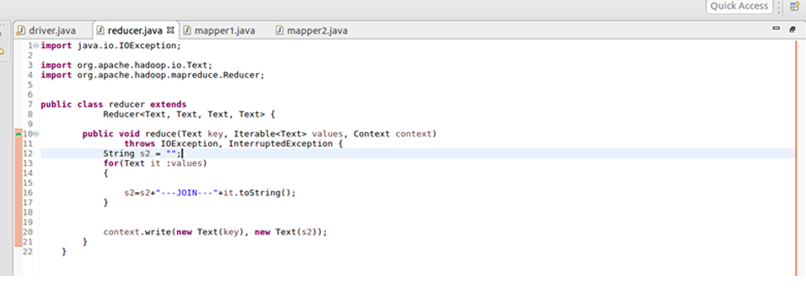 Quick Access
driver.java reducer.java mapper1.java mapper2.java
1 import java.io.IOException;
2
3 import org.apache.hadoop.io.Text;
4 import org.apache.hadoop.mapreduce.Reducer;
5
6
7 public class reducer extends
8 Reducer<Text, Text, Text, Text> {
9
10 public void reduce(Text key, Iterable<Text> values, Context context)
11 throws IOException, InterruptedException {
12 String s2 = "";
13 for(Text it :values)
14 {
15
16 s2=s2+"---JOIN---"+it.toString();
17 }
18
19
20 context.write(new Text(key), new Text(s2));
21 }
22 }